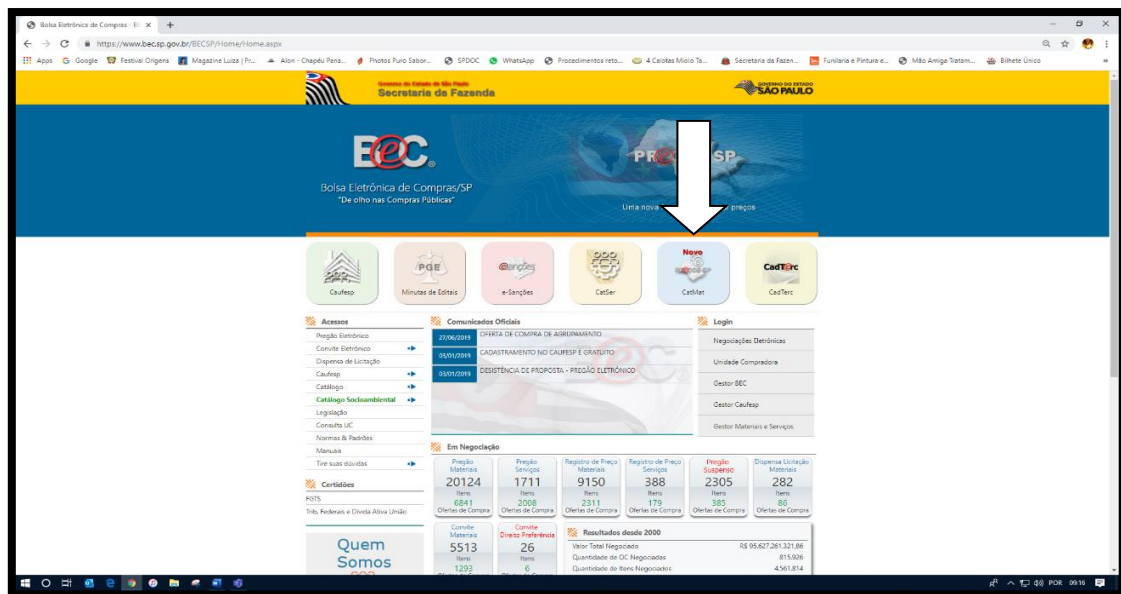 Bolsa Eletrônica de Compras - B
https://www.bec.sp.gov.br/BECSP/Home/Home.aspx
Apps Google Festival Origens Magazine Luiza | Pr... Alon - Chapéu Pana... Photos Puro Sabor... SPDOC WhatsApp Procedimentos reto... 4 Calotas Miolo Ta... Secretaria da Fazen... Funilaria e Pintura e... Mão Amiga Tratam... Bilhete Único
Governo do Estado de São Paulo
Secretaria da Fazenda
GOVERNO DO ESTADO
SÃO PAULO
BeC
PR SP
Bolsa Eletrônica de Compras/SP
"De olho nas Compras Públicas"
Uma nova preços
Caufesp
PGE
Minutas de Editais
e-Sanções
CatSer
Novo
CatMat
CadTerc
CadTerc
Acessos
Pregão Eletrônico
Convite Eletrônico
Dispensa de Licitação
Caufesp
Catálogo
Catálogo Socioambiental
Legislação
Consulta UC
Normas & Padrões
Manuais
Tire suas dúvidas
Certidões
FGTS
Trib. Federais e Dívida Ativa União
Quem
Somos
Comunicados Oficiais
27/06/2019 OFERTA DE COMPRA DE AGRUPAMENTO
03/01/2019 CADASTRAMENTO NO CAUFESP É GRATUITO
03/01/2019 DESISTÊNCIA DE PROPOSTA - PREGÃO ELETRÔNICO
Login
Negociações Eletrônicas
Unidade Compradora
Gestor BEC
Gestor Caufesp
Gestor Materiais e Serviços
Em Negociação
Pregão
Materiais
20124
Itens
6841
Ofertas de Compra
Pregão
Serviços
1711
Itens
2008
Ofertas de Compra
Registro de Preço
Materiais
9150
Itens
2311
Ofertas de Compra
Registro de Preço
Serviços
388
Itens
179
Ofertas de Compra
Pregão
Suspenso
2305
Itens
385
Ofertas de Compra
Dispensa Licitação
Materiais
282
Itens
86
Ofertas de Compra
Convite
Materiais
5513
Itens
1293
Convite
Direito Preferência
26
Itens
6
Resultados desde 2000
Valor Total Negociado R$ 95.627.261.321,86
Quantidade de OC Negociadas 815.926
Quantidade de Itens Negociados 4.561.814
POR 09:16